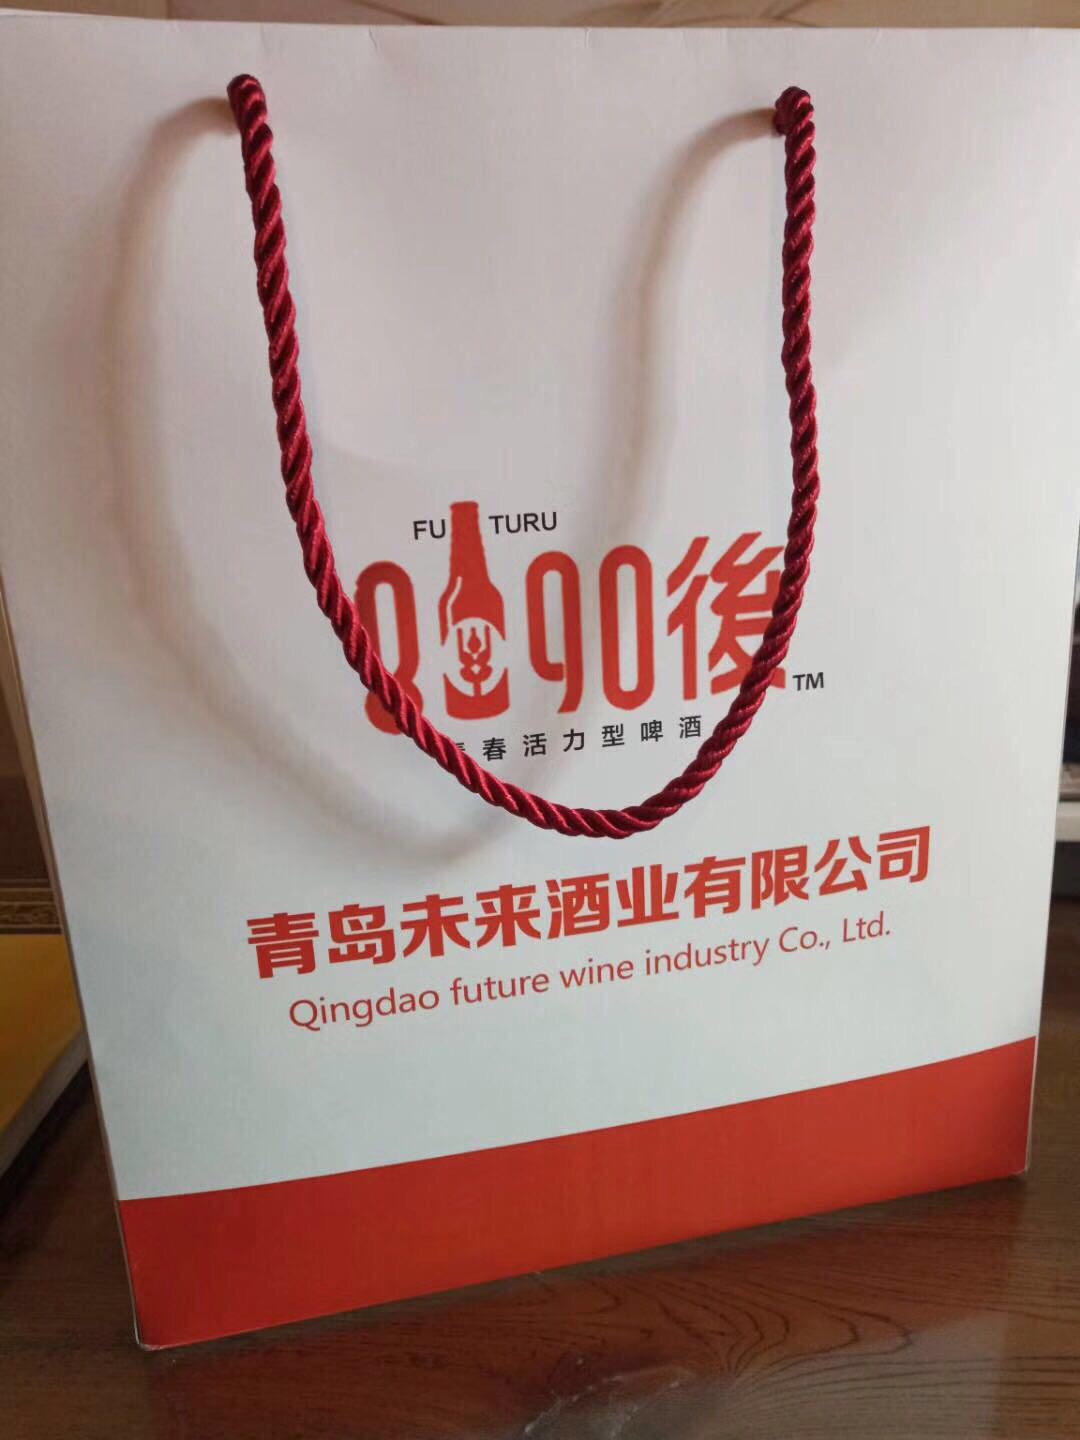 FU TURU
8090後 TM
春活力型啤酒
青岛未来酒业有限公司
Qingdao future wine industry Co., Ltd.